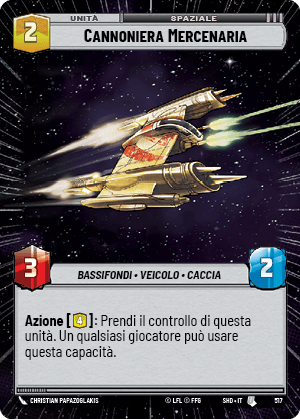 UNITÀ SPAZIALE
2 CANNONIERA MERCENARIA
3 BASSIFONDI • VEICOLO • CACCIA 2
Azione [4]: Prendi il controllo di questa
unità. Un qualsiasi giocatore può usare
questa capacità.
CHRISTIAN PAPAZOGLAKIS © LFL © FFG SHD • IT 517